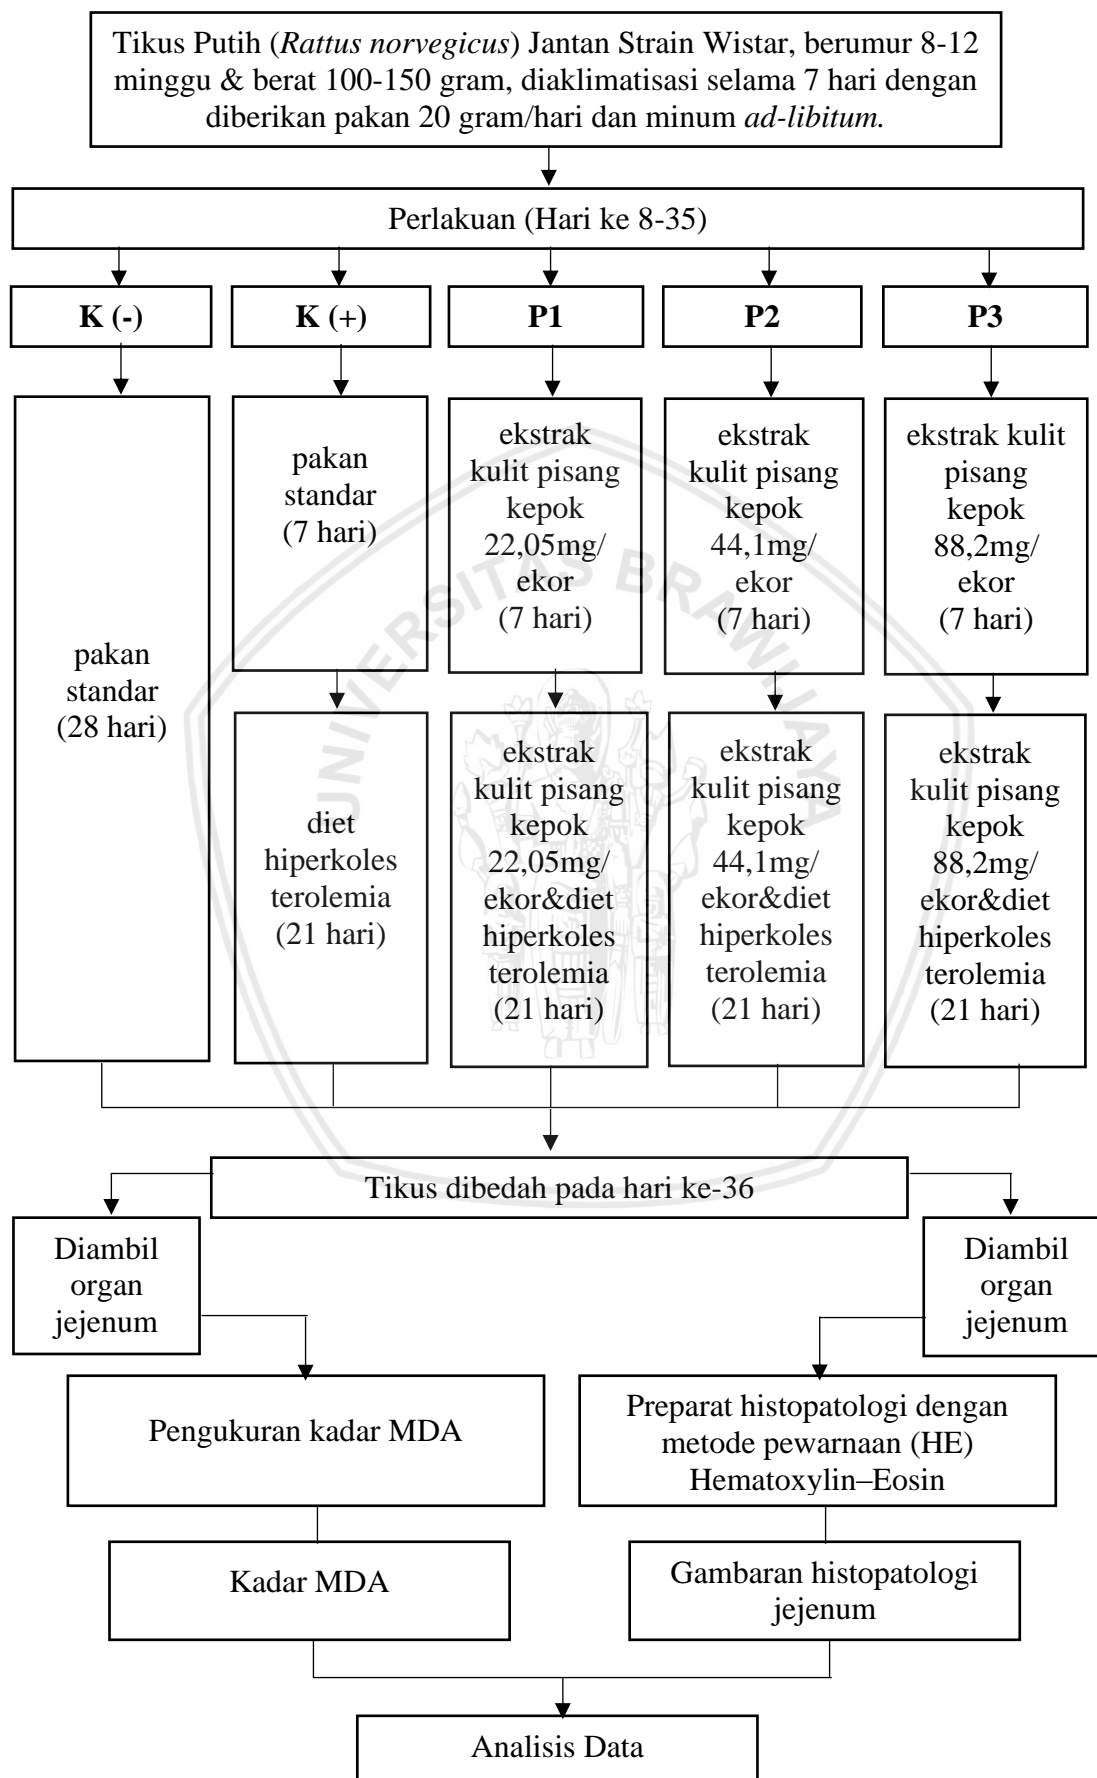 Tikus Putih (Rattus norvegicus) Jantan Strain Wistar, berumur 8-12
minggu & berat 100-150 gram, diaklimatisasi selama 7 hari dengan
diberikan pakan 20 gram/hari dan minum ad-libitum.
Perlakuan (Hari ke 8-35)
K (-)
K (+)
P1
P2
P3
pakan
standar
(28 hari)
pakan
standar
(7 hari)
ekstrak
kulit pisang
kepok
22,05mg/
ekor
(7 hari)
ekstrak
kulit pisang
kepok
44,1mg/
ekor
(7 hari)
ekstrak kulit
pisang
kepok
88,2mg/
ekor
(7 hari)
diet
hiperkoles
terolemia
(21 hari)
ekstrak
kulit pisang
kepok
22,05mg/
ekor&diet
hiperkoles
terolemia
(21 hari)
ekstrak
kulit pisang
kepok
44,1mg/
ekor&diet
hiperkoles
terolemia
(21 hari)
ekstrak
kulit pisang
kepok
88,2mg/
ekor&diet
hiperkoles
terolemia
(21 hari)
UNIVERSITAS BRAWIJAYA
Tikus dibedah pada hari ke-36
Diambil
organ
jejenum
Diambil
organ
jejenum
Pengukuran kadar MDA
Preparat histopatologi dengan
metode pewarnaan (HE)
Hematoxylin–Eosin
Kadar MDA
Gambaran histopatologi
jejenum
Analisis Data